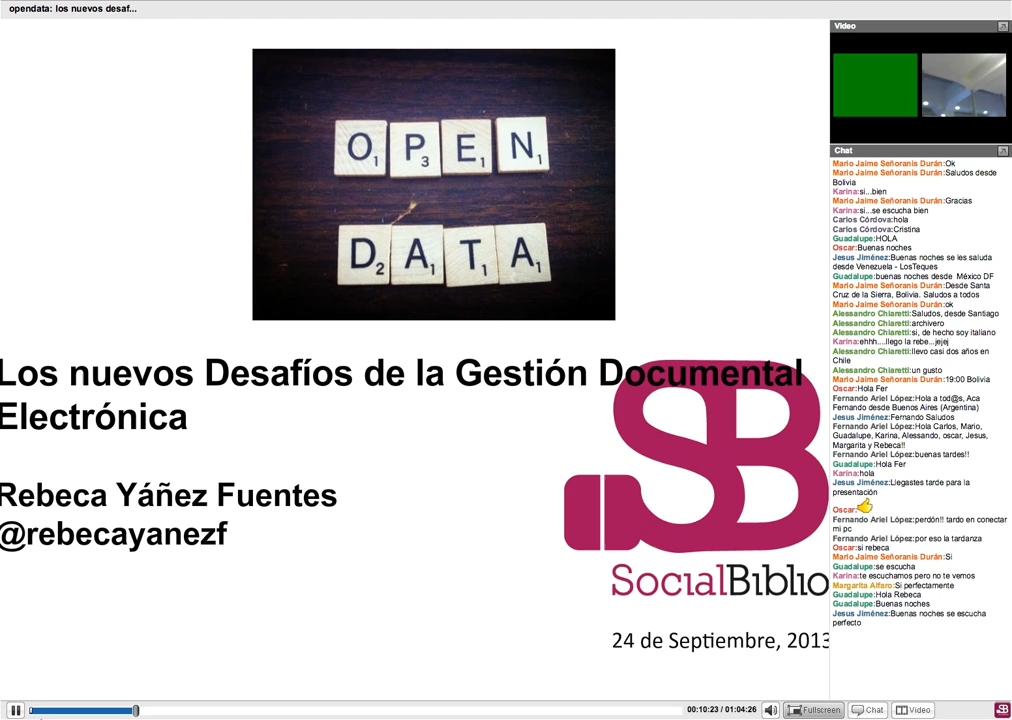 opendata: los nuevos desaf...
O1 P3 E1 N1
D2 A1 T1 A1
Los nuevos Desafíos de la Gestión Documental
Electrónica
Rebeca Yáñez Fuentes
@rebecayanezf
SB
SocialBiblio
24 de Septiembre, 2013
Video
Chat
Mario Jaime Señoranis Durán:Ok
Mario Jaime Señoranis Durán:Saludos desde
Bolivia
Karina:si...bien
Mario Jaime Señoranis Durán:Gracias
Karina:si...se escucha bien
Carlos Córdova:hola
Carlos Córdova:Cristina
Guadalupe:HOLA
Oscar:Buenas noches
Jesus Jiménez:Buenas noches se les saluda
desde Venezuela - LosTeques
Guadalupe:buenas noches desde México DF
Mario Jaime Señoranis Durán:Desde Santa
Cruz de la Sierra, Bolivia. Saludos a todos
Mario Jaime Señoranis Durán:ok
Alessandro Chiaretti:Saludos, desde Santiago
Alessandro Chiaretti:archivero
Alessandro Chiaretti:si, de hecho soy italiano
Karina:ehhh....llego la rebe...jejej
Alessandro Chiaretti:llevo casi dos años en
Chile
Alessandro Chiaretti:un gusto
Mario Jaime Señoranis Durán:19:00 Bolivia
Oscar:Hola Fer
Fernando Ariel López:Hola a tod@s, Aca
Fernando desde Buenos Aires (Argentina)
Jesus Jiménez:Fernando Saludos
Fernando Ariel López:Hola Carlos, Mario,
Guadalupe, Karina, Alessando, oscar, Jesus,
Margarita y Rebeca!!
Fernando Ariel López:buenas tardes!!
Guadalupe:Hola Fer
Karina:hola
Jesus Jiménez:Llegastes tarde para la
presentación
Oscar:
Fernando Ariel López:perdón!! tardo en conectar
mi pc
Fernando Ariel López:por eso la tardanza
Oscar:si rebeca
Mario Jaime Señoranis Durán:Si
Guadalupe:se escucha
Karina:te escuchamos pero no te vemos
Margarita Alfaro:Si perfectamente
Guadalupe:Hola Rebeca
Guadalupe:Buenas noches
Jesus Jiménez:Buenas noches se escucha
perfecto
00:10:23 / 01:04:26
Fullscreen
Chat
Video
SB